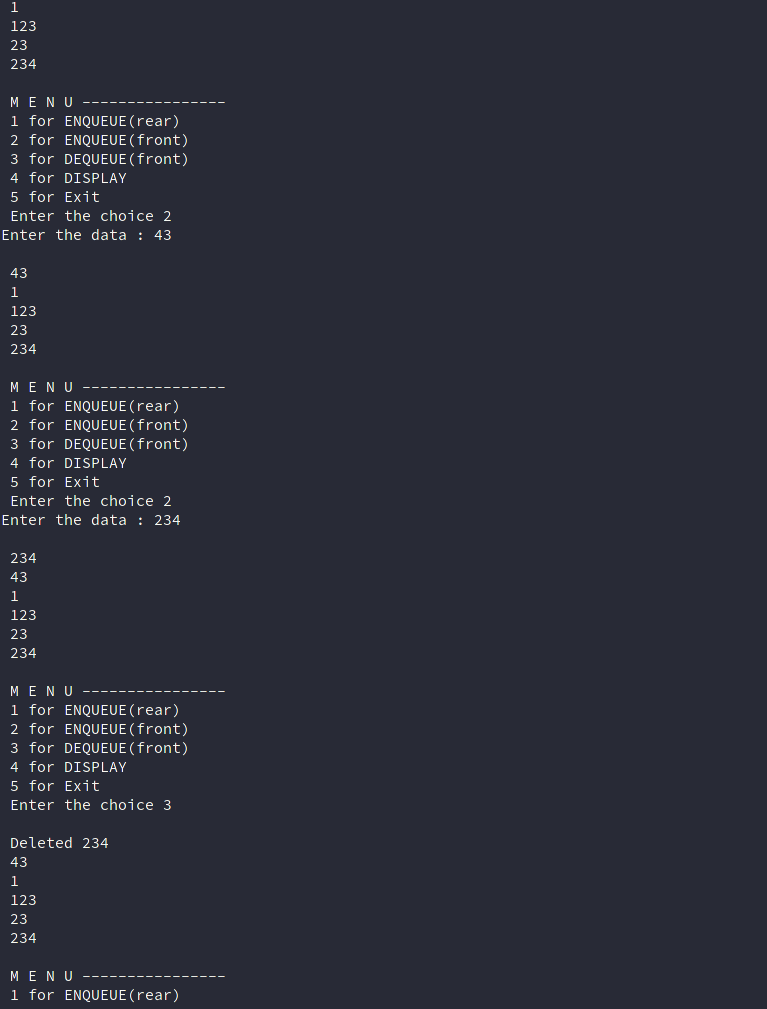 1
123
23
234
M E N U ----------------
1 for ENQUEUE(rear)
2 for ENQUEUE(front)
3 for DEQUEUE(front)
4 for DISPLAY
5 for Exit
Enter the choice 2
Enter the data : 43
43
1
123
23
234
M E N U ----------------
1 for ENQUEUE(rear)
2 for ENQUEUE(front)
3 for DEQUEUE(front)
4 for DISPLAY
5 for Exit
Enter the choice 2
Enter the data : 234
234
43
1
123
23
234
M E N U ----------------
1 for ENQUEUE(rear)
2 for ENQUEUE(front)
3 for DEQUEUE(front)
4 for DISPLAY
5 for Exit
Enter the choice 3
Deleted 234
43
1
123
23
234
M E N U ----------------
1 for ENQUEUE(rear)